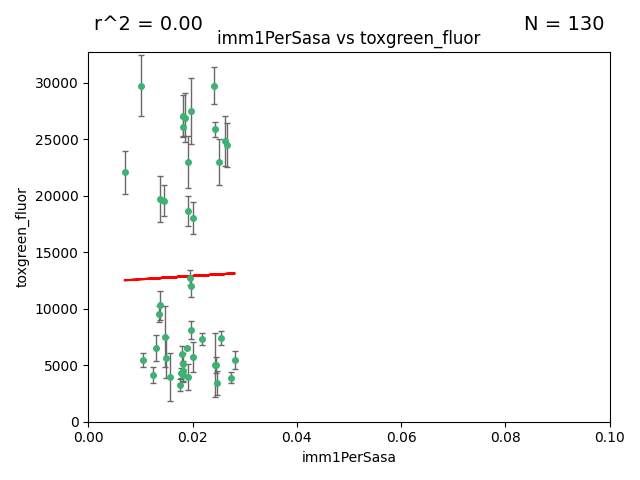 r^2 = 0.00
N = 130
imm1PerSasa vs toxgreen_fluor
30000
25000
20000
15000
10000
5000
0
toxgreen_fluor
0.00 0.02 0.04 0.06 0.08 0.10
imm1PerSasa